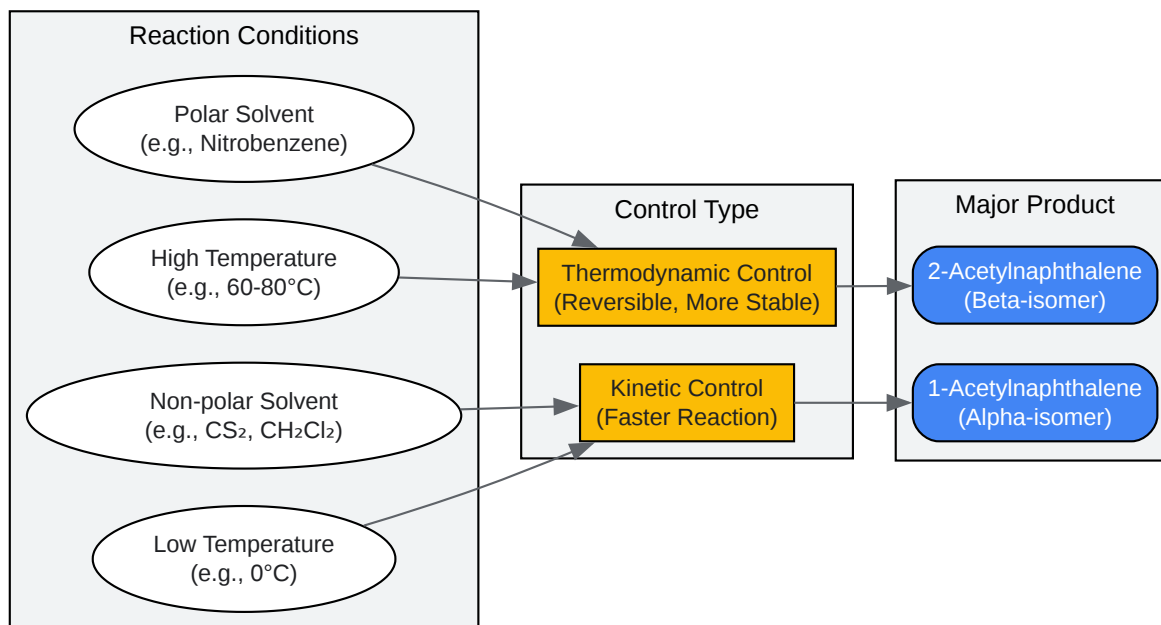 Reaction Conditions
Polar Solvent
(e.g., Nitrobenzene)
High Temperature
(e.g., 60-80°C)
Non-polar Solvent
(e.g., CS₂, CH₂Cl₂)
Low Temperature
(e.g., 0°C)
Control Type
Thermodynamic Control
(Reversible, More Stable)
Kinetic Control
(Faster Reaction)
Major Product
2-Acetylnaphthalene
(Beta-isomer)
1-Acetylnaphthalene
(Alpha-isomer)